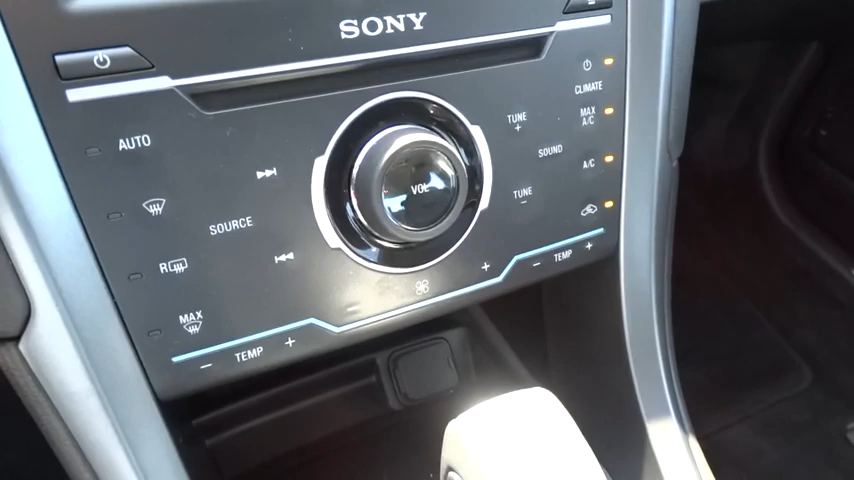 SONY
CLIMATE
AUTO
MAX
A/C
TUNE
+
SOUND
A/C
VOL
TUNE
−
SOURCE
R
MAX
− TEMP +
− +
− TEMP +